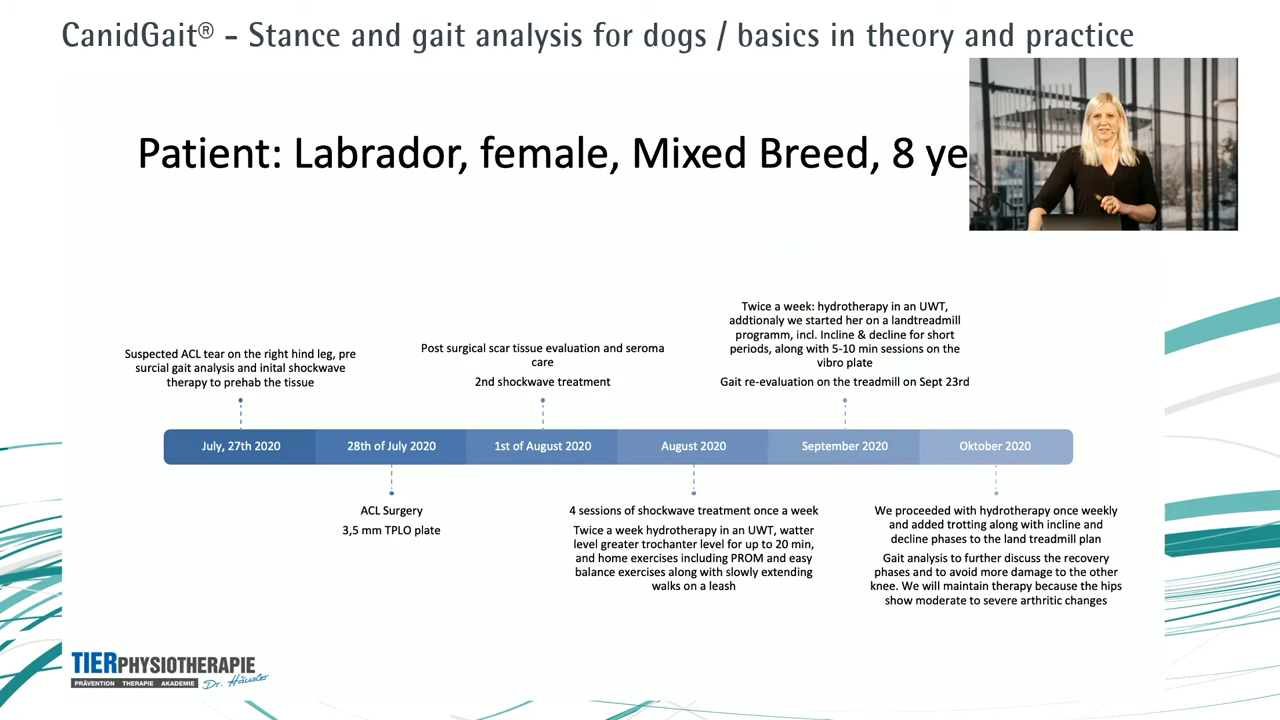 CanidGait® - Stance and gait analysis for dogs / basics in theory and practice
Patient: Labrador, female, Mixed Breed, 8 ye
Suspected ACL tear on the right hind leg, pre
surcial gait analysis and inital shockwave
therapy to prehab the tissue
Post surgical scar tissue evaluation and seroma
care
2nd shockwave treatment
Twice a week: hydrotherapy in an UWT,
addtionaly we started her on a landtreadmill
programm, incl. Incline & decline for short
periods, along with 5-10 min sessions on the
vibro plate
Gait re-evaluation on the treadmill on Sept 23rd
July, 27th 2020
28th of July 2020
1st of August 2020
August 2020
September 2020
Oktober 2020
ACL Surgery
3,5 mm TPLO plate
4 sessions of shockwave treatment once a week
Twice a week hydrotherapy in an UWT, watter
level greater trochanter level for up to 20 min,
and home exercises including PROM and easy
balance exercises along with slowly extending
walks on a leash
We proceeded with hydrotherapy once weekly
and added trotting along with incline and
decline phases to the land treadmill plan
Gait analysis to further discuss the recovery
phases and to avoid more damage to the other
knee. We will maintain therapy because the hips
show moderate to severe arthritic changes
TIERPHYSIOTHERAPIE
PRÄVENTION THERAPIE AKADEMIE Dr. Häusler